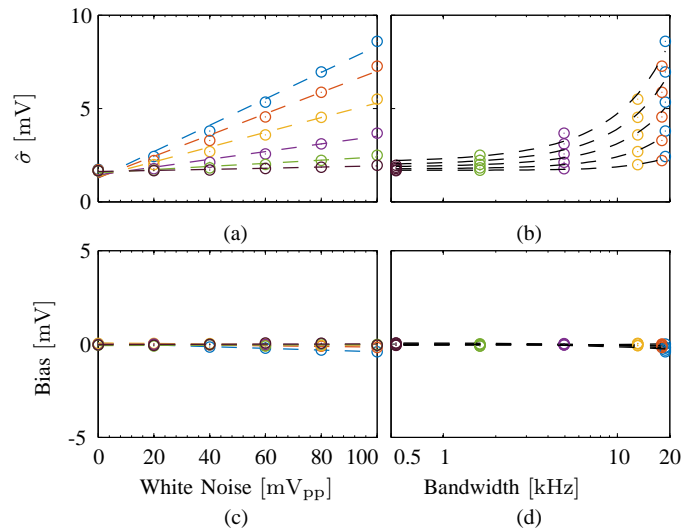 10
5
0
σ̂ [mV]
(a)
(b)
5
0
-5
Bias [mV]
0 20 40 60 80 100
0.5 1 10 20
White Noise [mVpp]
Bandwidth [kHz]
(c)
(d)